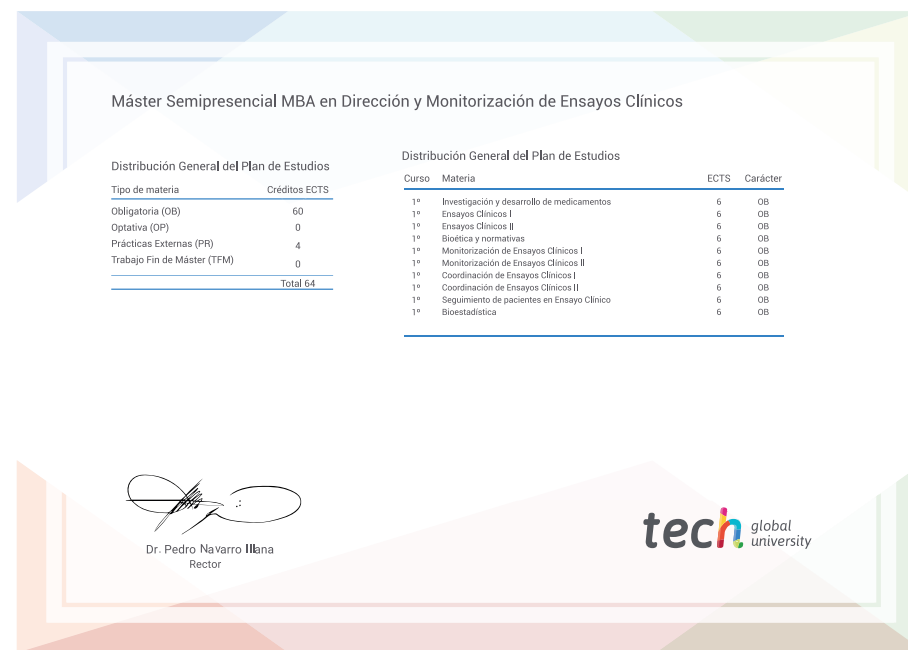 Máster Semipresencial MBA en Dirección y Monitorización de Ensayos Clínicos
Distribución General del Plan de Estudios
Tipo de materia Créditos ECTS
Obligatoria (OB) 60
Optativa (OP) 0
Prácticas Externas (PR) 4
Trabajo Fin de Máster (TFM) 0
Total 64
Distribución General del Plan de Estudios
Curso Materia ECTS Carácter
1º Investigación y desarrollo de medicamentos 6 OB
1º Ensayos Clínicos I 6 OB
1º Ensayos Clínicos II 6 OB
1º Bioética y normativas 6 OB
1º Monitorización de Ensayos Clínicos I 6 OB
1º Monitorización de Ensayos Clínicos II 6 OB
1º Coordinación de Ensayos Clínicos I 6 OB
1º Coordinación de Ensayos Clínicos II 6 OB
1º Seguimiento de pacientes en Ensayo Clínico 6 OB
1º Bioestadística 6 OB
Dr. Pedro Navarro Illana
Rector
tech global
university